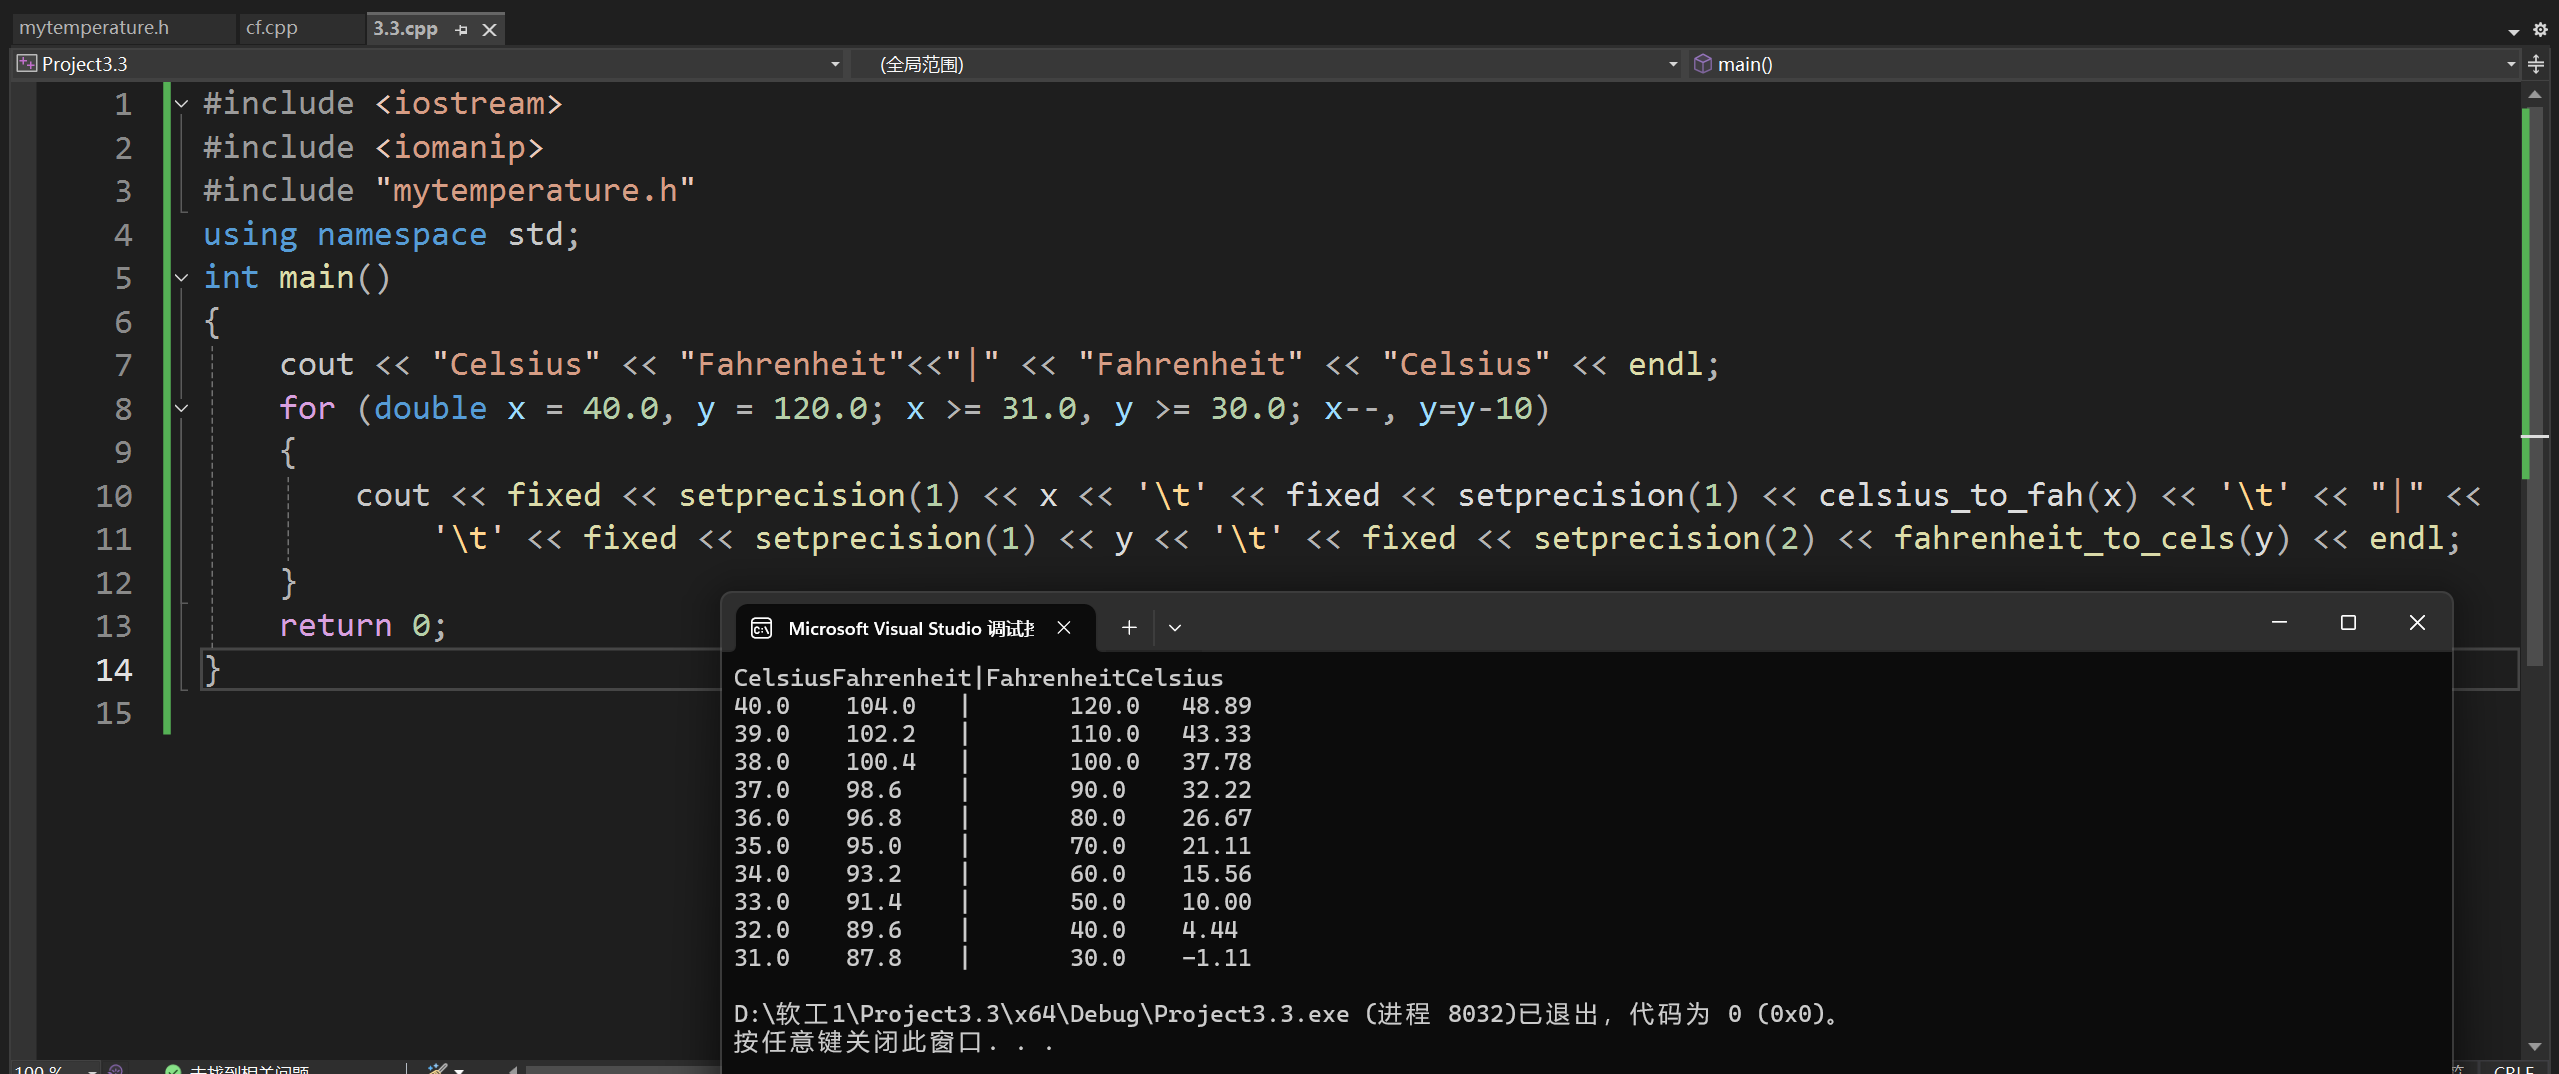 mytemperature.h cf.cpp 3.3.cpp
Project3.3 (全局范围) main()
1 #include <iostream>
2 #include <iomanip>
3 #include "mytemperature.h"
4 using namespace std;
5 int main()
6 {
7 cout << "Celsius" << "Fahrenheit"<<"|" << "Fahrenheit" << "Celsius" << endl;
8 for (double x = 40.0, y = 120.0; x >= 31.0, y >= 30.0; x--, y=y-10)
9 {
10 cout << fixed << setprecision(1) << x << '\t' << fixed << setprecision(1) << celsius_to_fah(x) << '\t' << "|" <<
11 '\t' << fixed << setprecision(1) << y << '\t' << fixed << setprecision(2) << fahrenheit_to_cels(y) << endl;
12 }
13 return 0;
14 }
15
Microsoft Visual Studio 调试
CelsiusFahrenheit|FahrenheitCelsius
40.0 104.0 | 120.0 48.89
39.0 102.2 | 110.0 43.33
38.0 100.4 | 100.0 37.78
37.0 98.6 | 90.0 32.22
36.0 96.8 | 80.0 26.67
35.0 95.0 | 70.0 21.11
34.0 93.2 | 60.0 15.56
33.0 91.4 | 50.0 10.00
32.0 89.6 | 40.0 4.44
31.0 87.8 | 30.0 -1.11
D:\软工1\Project3.3\x64\Debug\Project3.3.exe (进程 8032)已退出，代码为 0 (0x0)。
按任意键关闭此窗口. . .
100 % 未找到相关问题 CRLF